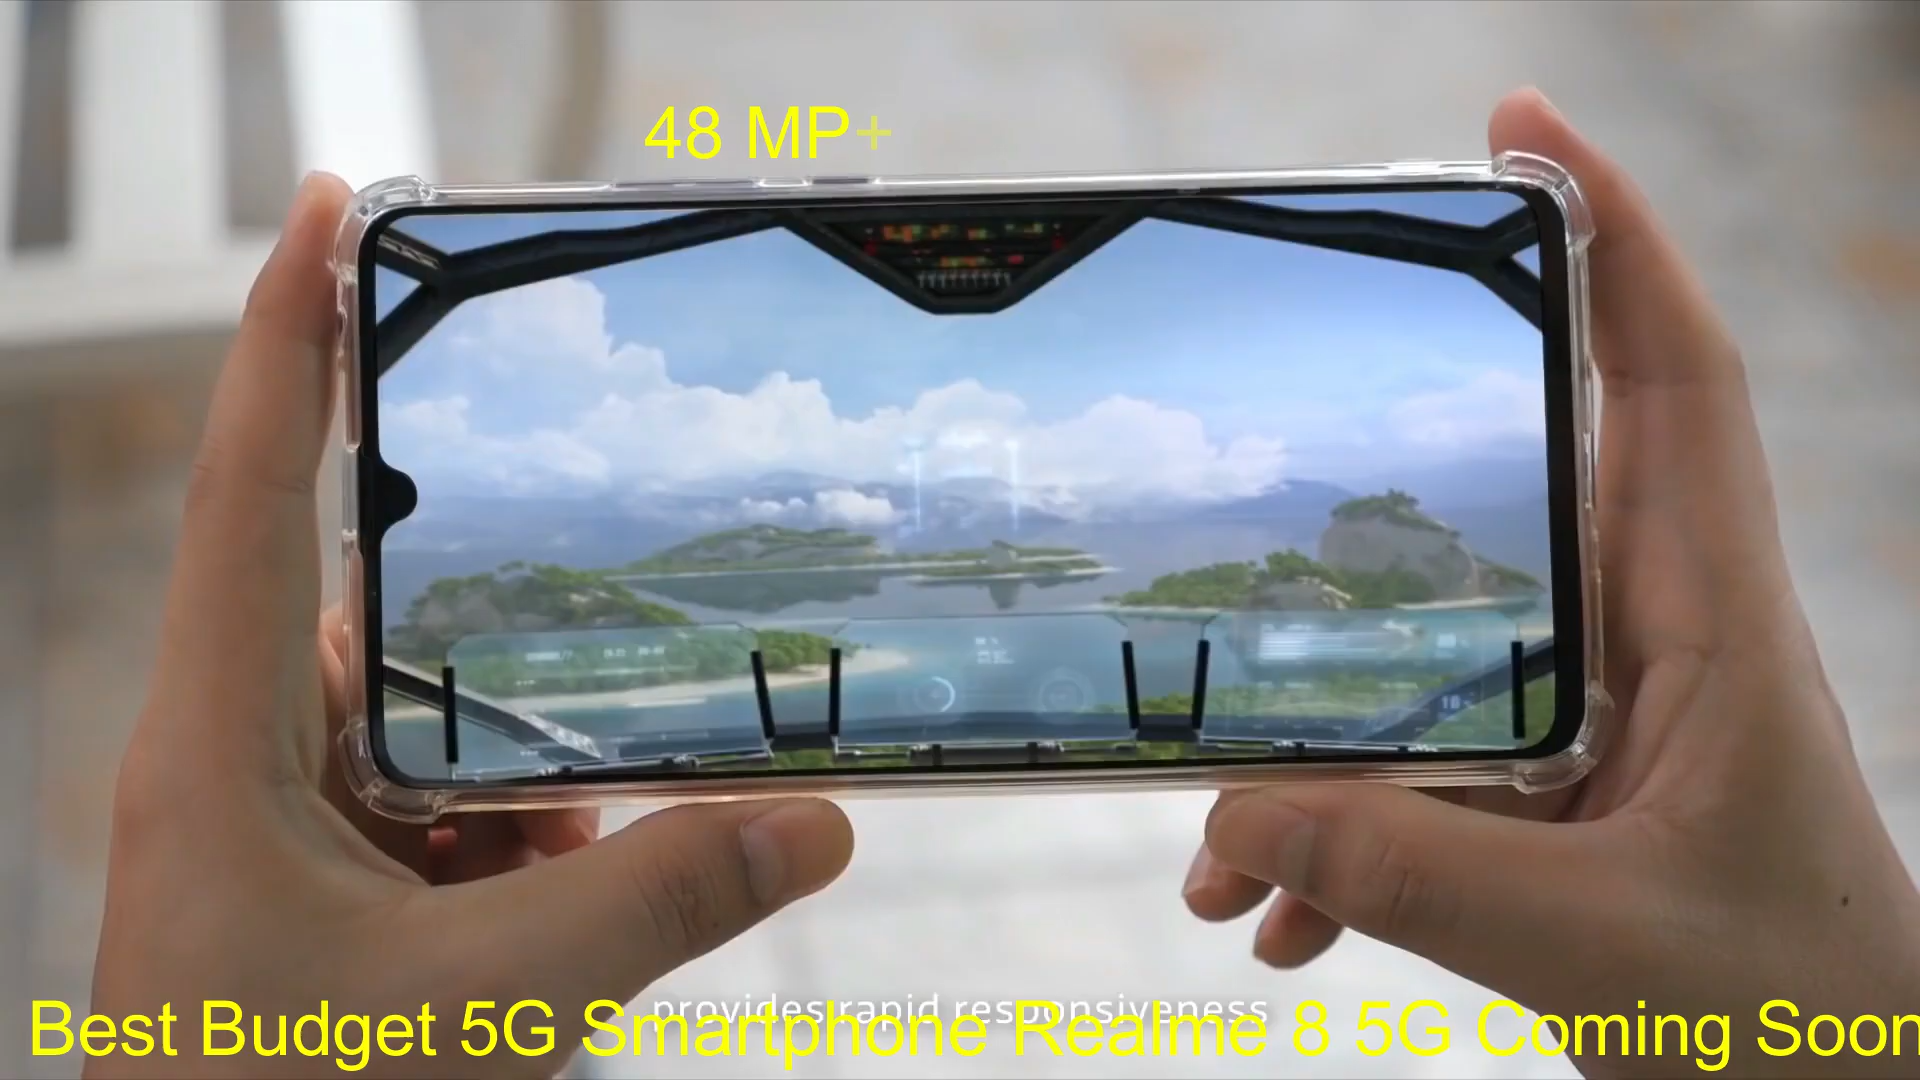 48 MP+
provides rapid responsiveness
Best Budget 5G Smartphone Realme 8 5G Coming Soon